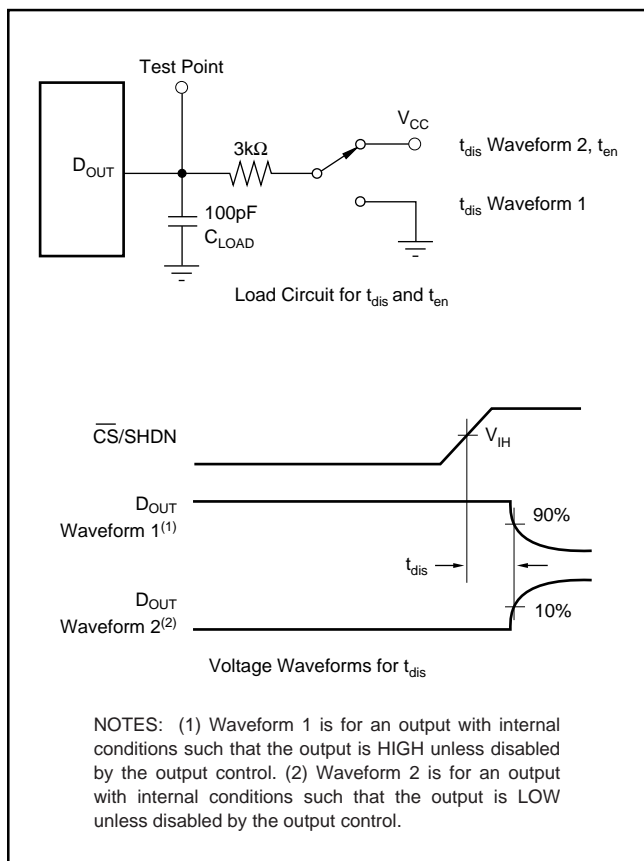 Test Point
D_OUT
3kΩ
V_CC
t_dis Waveform 2, t_en
100pF
C_LOAD
t_dis Waveform 1
Load Circuit for t_dis and t_en
C̅S̅/SHDN
V_IH
D_OUT
Waveform 1(1)
90%
t_dis
D_OUT
Waveform 2(2)
10%
Voltage Waveforms for t_dis
NOTES: (1) Waveform 1 is for an output with internal
conditions such that the output is HIGH unless disabled
by the output control. (2) Waveform 2 is for an output
with internal conditions such that the output is LOW
unless disabled by the output control.